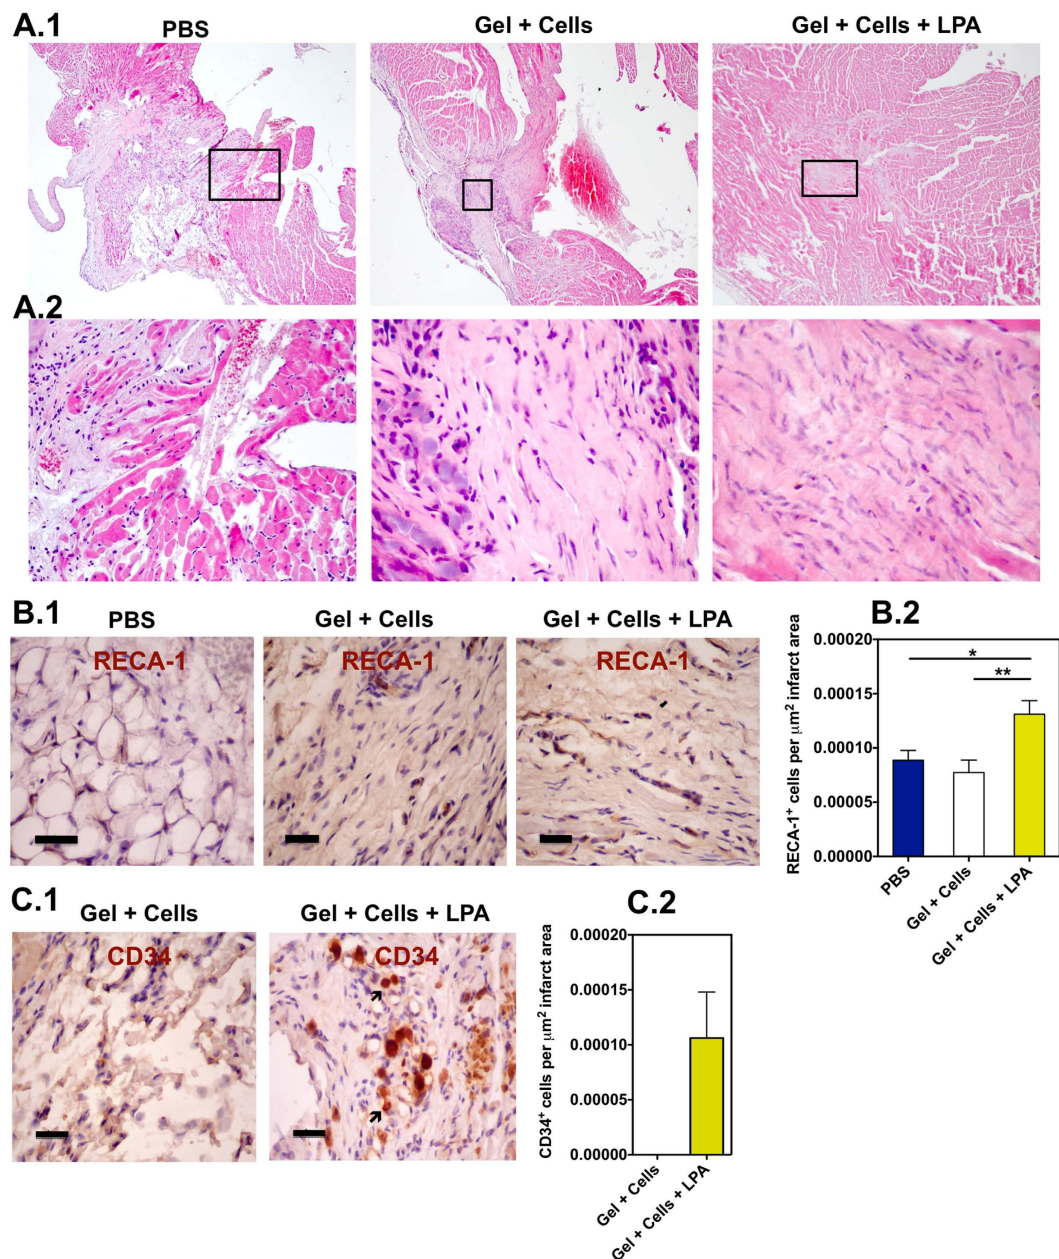 A.1
PBS
Gel + Cells
Gel + Cells + LPA
A.2
B.1
PBS
Gel + Cells
Gel + Cells + LPA
RECA-1
RECA-1
RECA-1
B.2
RECA-1⁺ cells per μm² infarct area
0.00020
0.00015
0.00010
0.00005
0.00000
*
**
PBS
Gel + Cells
Gel + Cells + LPA
C.1
Gel + Cells
Gel + Cells + LPA
CD34
CD34
C.2
CD34⁺ cells per μm² infarct area
0.00020
0.00015
0.00010
0.00005
0.00000
Gel + Cells
Gel + Cells + LPA